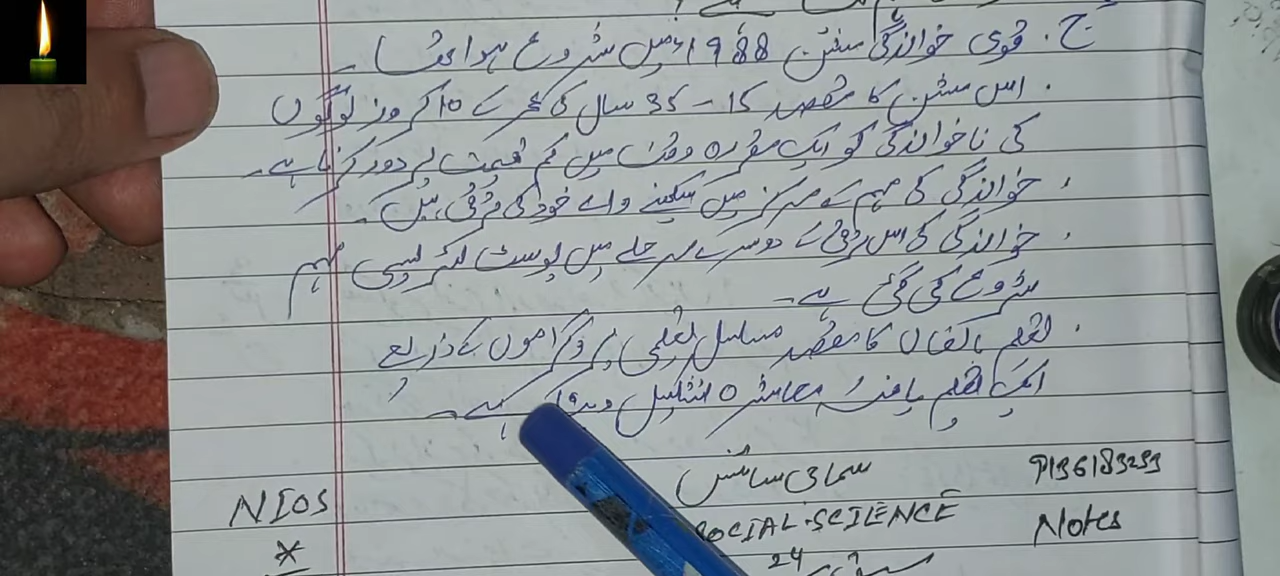 ج۔ قومی خواندگی مشن 1988ء میں شروع ہوا تھا۔
۔ اس مشن کا مقصد 15-35 سال کی عمر کے 10 کروڑ لوگوں
کی ناخواندگی کو ایک مقررہ وقت میں کم قیمت پر دور کرنا ہے۔
۔ خواندگی کی مہم کے مرکز میں سیکھنے والے خود کی ترقی ہیں۔
۔ خواندگی کی اس ترقی کے دوسرے مرحلے میں پوسٹ لٹریسی مہم
شروع کی گئی ہے۔
۔ تعلیم بالغان کا مقصد مسلسل تعلیمی پروگراموں کے ذریعے
ایک تعلیم یافتہ معاشرہ تشکیل دینا ہے۔
سماجی سائنس 9136183253
NIOS SOCIAL.SCIENCE Notes
* 24